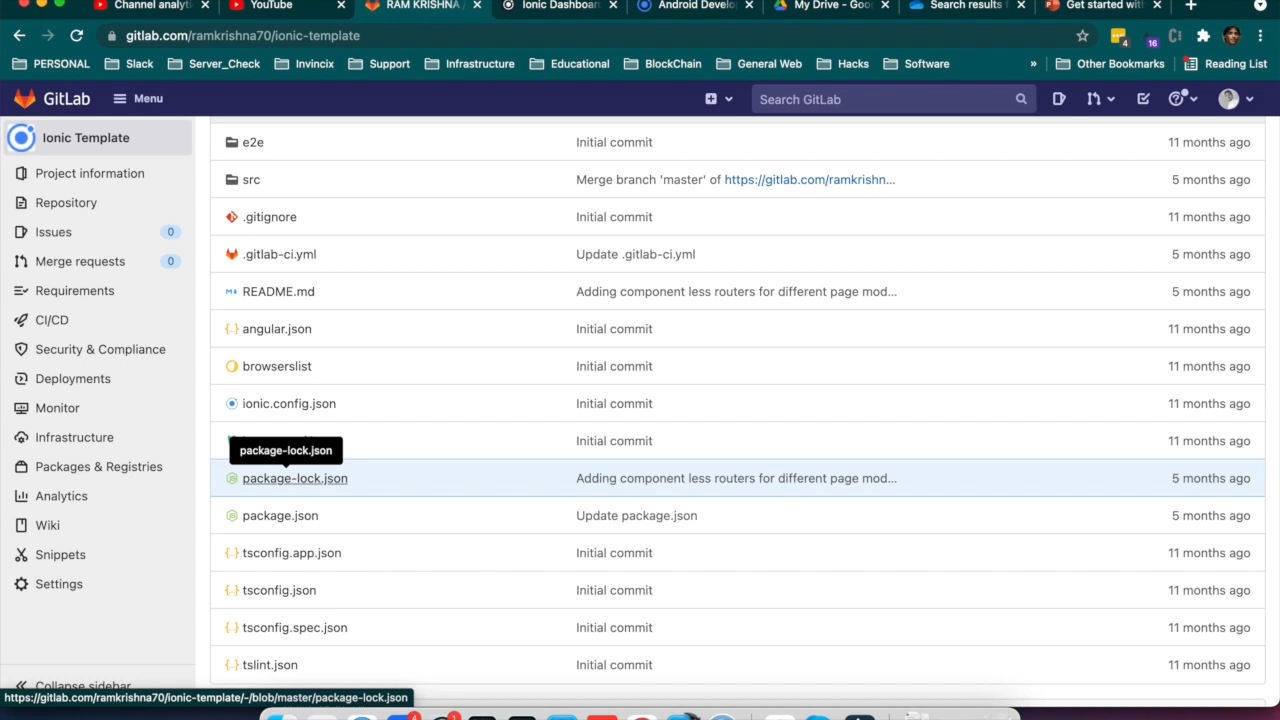 Channel analyti
YouTube
RAM KRISHNA /
Ionic Dashboar
Android Develo
My Drive - Goo
Search results f
Get started with
gitlab.com/ramkrishna70/ionic-template
4
16
PERSONAL
Slack
Server_Check
Invincix
Support
Infrastructure
Educational
BlockChain
General Web
Hacks
Software
»
Other Bookmarks
Reading List
GitLab
Menu
Search GitLab
Ionic Template
Project information
Repository
Issues 0
Merge requests 0
Requirements
CI/CD
Security & Compliance
Deployments
Monitor
Infrastructure
Packages & Registries
Analytics
Wiki
Snippets
Settings
Collapse sidebar
e2e Initial commit 11 months ago
src Merge branch 'master' of https://gitlab.com/ramkrishn... 5 months ago
.gitignore Initial commit 11 months ago
.gitlab-ci.yml Update .gitlab-ci.yml 5 months ago
README.md Adding component less routers for different page mod... 5 months ago
angular.json Initial commit 11 months ago
browserslist Initial commit 11 months ago
ionic.config.json Initial commit 11 months ago
Initial commit 11 months ago
package-lock.json
package-lock.json Adding component less routers for different page mod... 5 months ago
package.json Update package.json 5 months ago
tsconfig.app.json Initial commit 11 months ago
tsconfig.json Initial commit 11 months ago
tsconfig.spec.json Initial commit 11 months ago
tslint.json Initial commit 11 months ago
https://gitlab.com/ramkrishna70/ionic-template/-/blob/master/package-lock.json